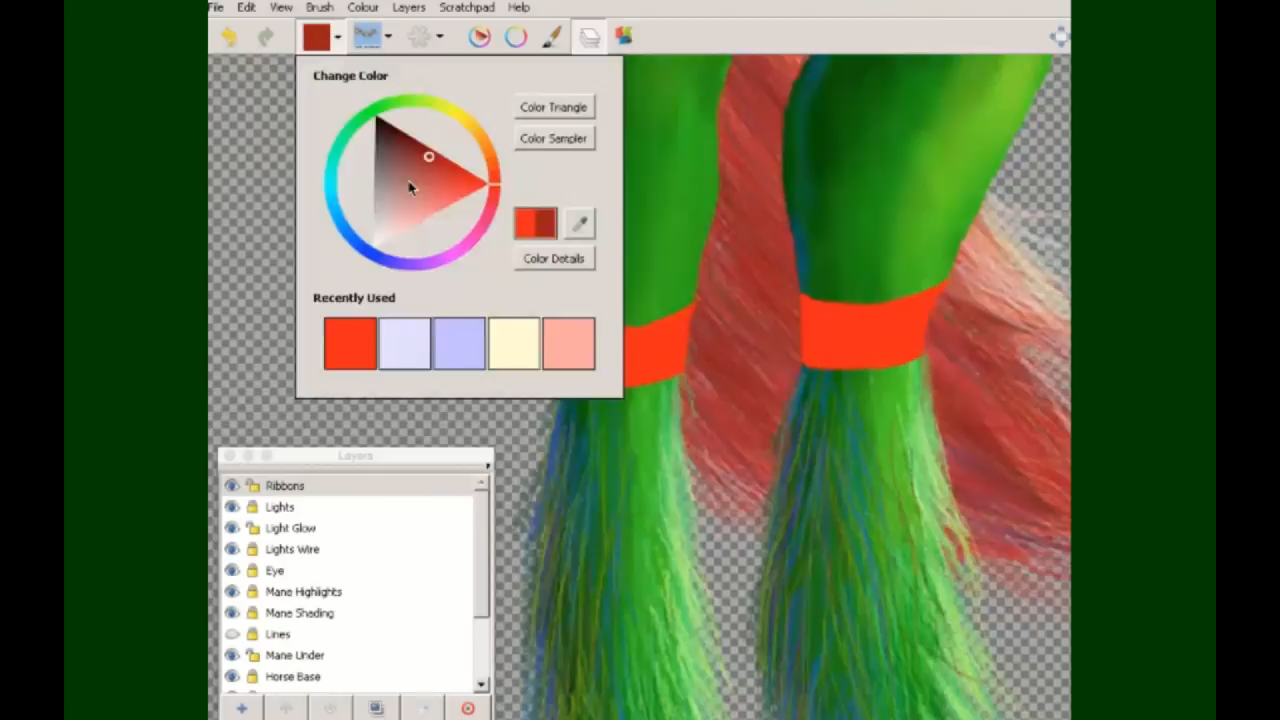 File Edit View Brush Colour Layers Scratchpad Help
Change Color
Color Triangle
Color Sampler
Color Details
Recently Used
Layers
Ribbons
Lights
Light Glow
Lights Wire
Eye
Mane Highlights
Mane Shading
Lines
Mane Under
Horse Base